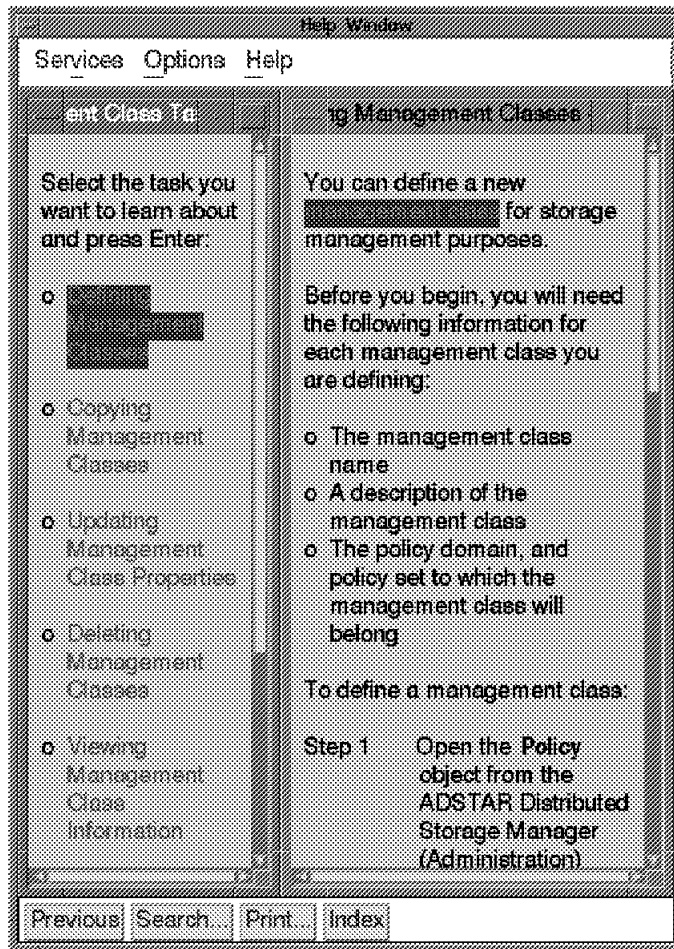 Help Window
Services Options Help
ent Class Ta
Select the task you
want to learn about
and press Enter:
o
o Copying
Management
Classes
o Updating
Management
Class Properties
o Deleting
Management
Classes
o Viewing
Management
Class
Information
ng Management Classes
You can define a new
for storage
management purposes.
Before you begin, you will need
the following information for
each management class you
are defining:
o The management class
name
o A description of the
management class
o The policy domain, and
policy set to which the
management class will
belong
To define a management class:
Step 1 Open the Policy
object from the
ADSTAR Distributed
Storage Manager
(Administration)
Previous Search... Print... Index